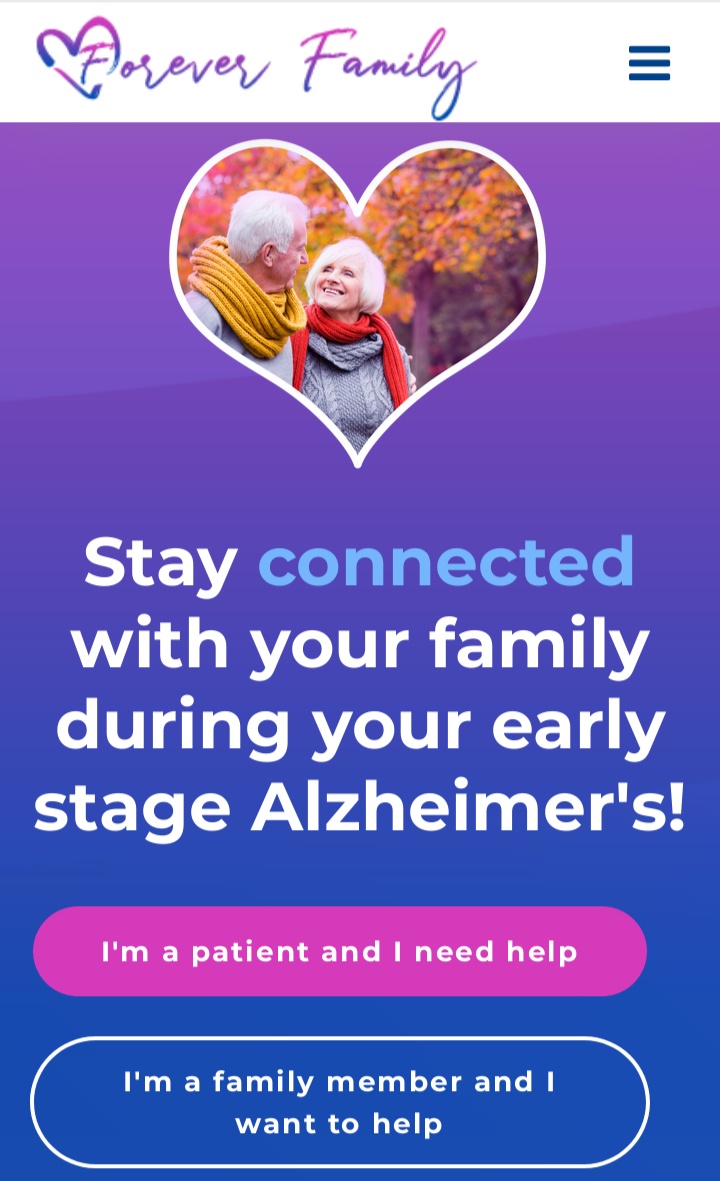 Forever Family
Stay connected
with your family
during your early
stage Alzheimer's!
I'm a patient and I need help
I'm a family member and I
want to help